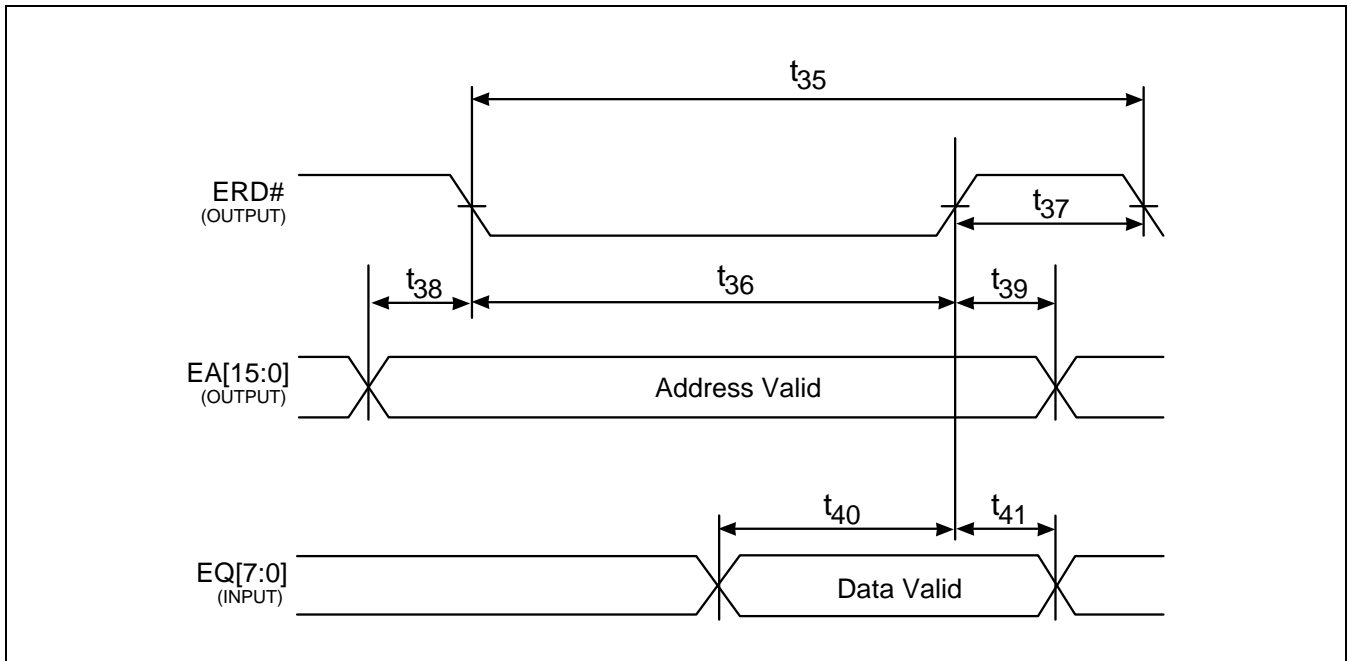 t35
ERD#
(OUTPUT)
t37
t38
t36
t39
EA[15:0]
(OUTPUT)
Address Valid
t40
t41
EQ[7:0]
(INPUT)
Data Valid